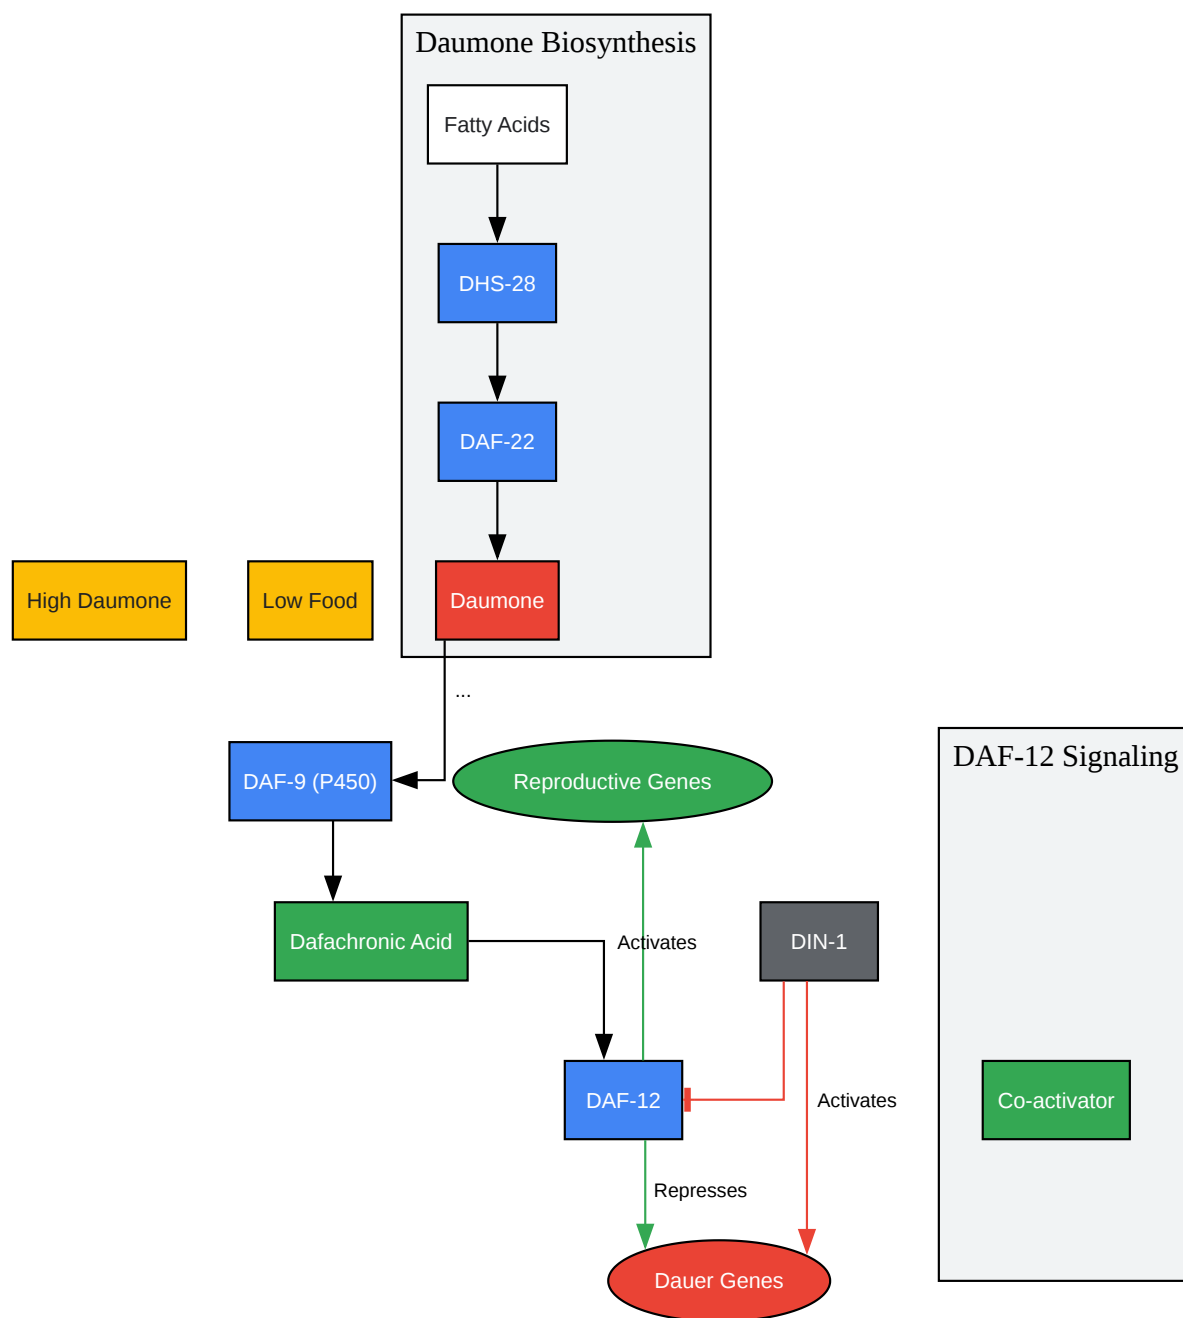 Daumone Biosynthesis
Fatty Acids
DHS-28
DAF-22
High Daumone
Low Food
Daumone
...
DAF-9 (P450)
Reproductive Genes
DAF-12 Signaling
Dafachronic Acid
Activates
DIN-1
DAF-12
Activates
Co-activator
Represses
Dauer Genes